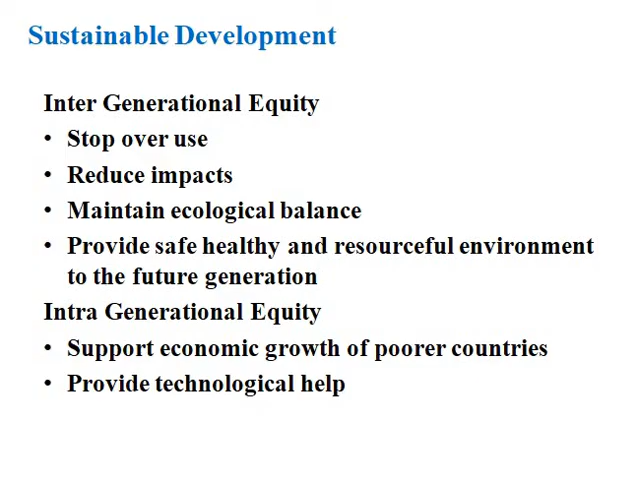 Sustainable Development
Inter Generational Equity
• Stop over use
• Reduce impacts
• Maintain ecological balance
• Provide safe healthy and resourceful environment
to the future generation
Intra Generational Equity
• Support economic growth of poorer countries
• Provide technological help